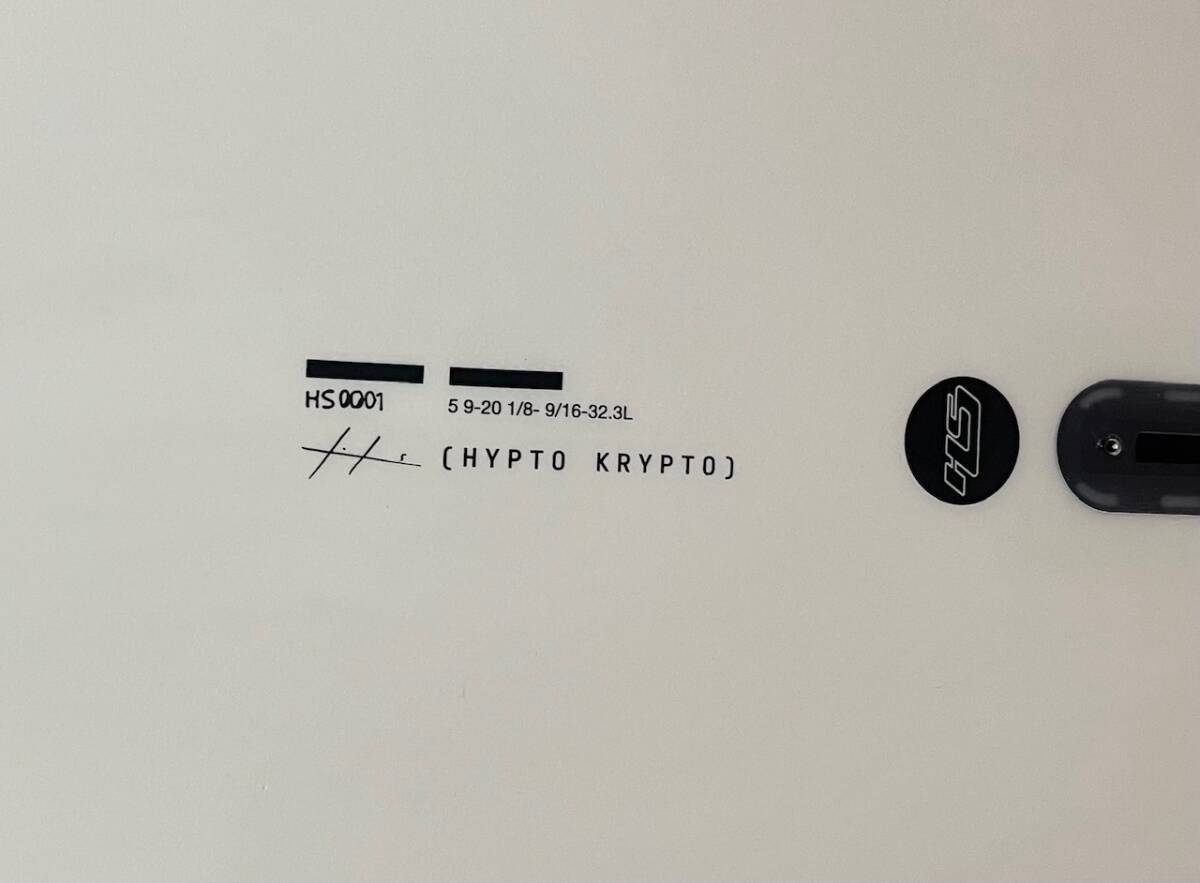 HS0001
5 9-20 1/8- 9/16-32.3L
(HYPTO KRYPTO)
HS